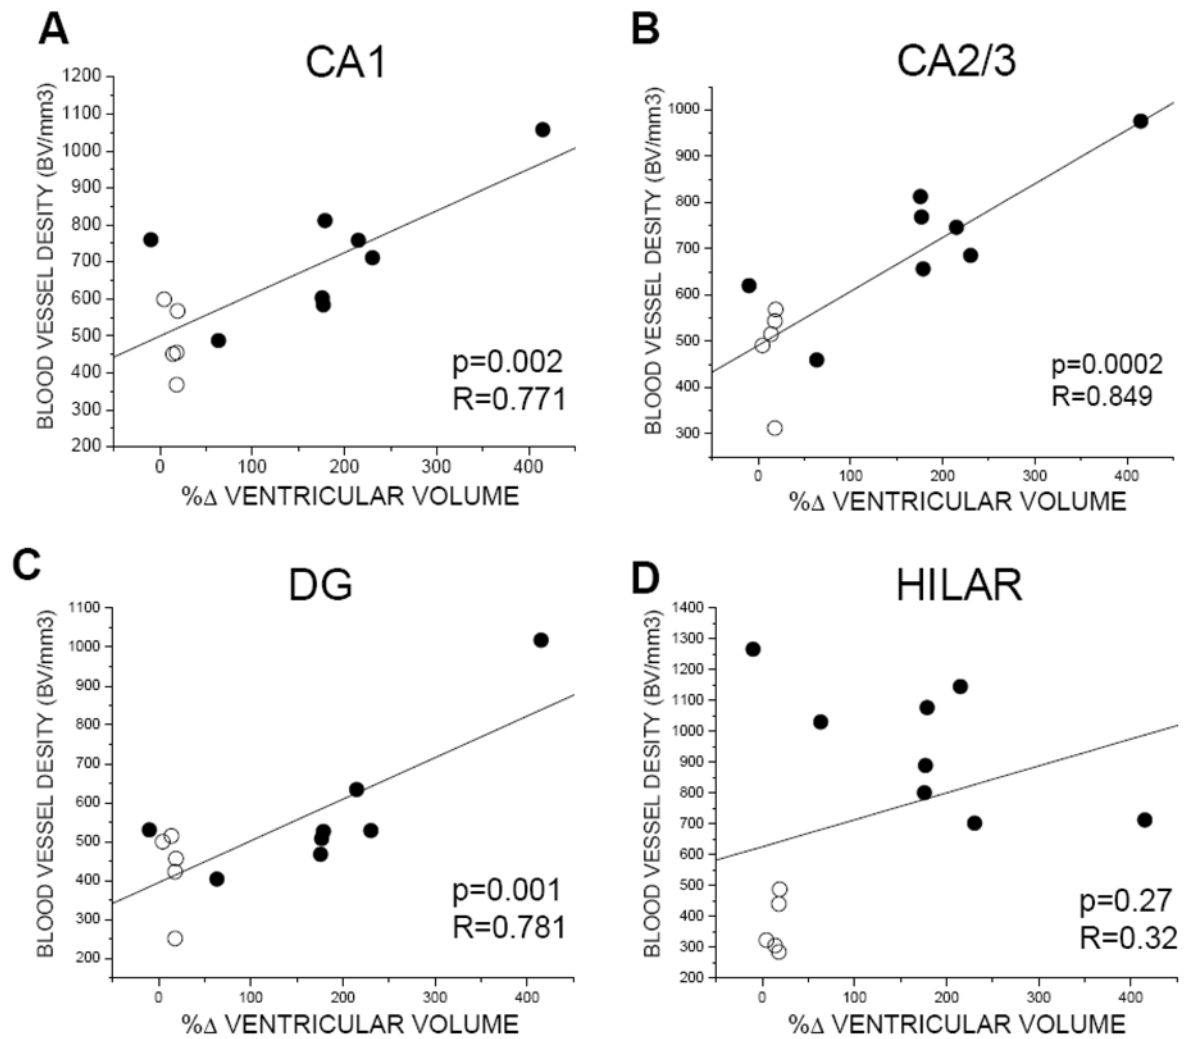 A
CA1
BLOOD VESSEL DESITY (BV/mm3)
1200
1100
1000
900
800
700
600
500
400
300
200
p=0.002
R=0.771
0 100 200 300 400
%Δ VENTRICULAR VOLUME
B
CA2/3
BLOOD VESSEL DESITY (BV/mm3)
1000
900
800
700
600
500
400
300
p=0.0002
R=0.849
0 100 200 300 400
%Δ VENTRICULAR VOLUME
C
DG
BLOOD VESSEL DESITY (BV/mm3)
1100
1000
900
800
700
600
500
400
300
200
p=0.001
R=0.781
0 100 200 300 400
%Δ VENTRICULAR VOLUME
D
HILAR
BLOOD VESSEL DESITY (BV/mm3)
1400
1300
1200
1100
1000
900
800
700
600
500
400
300
200
p=0.27
R=0.32
0 100 200 300 400
%Δ VENTRICULAR VOLUME